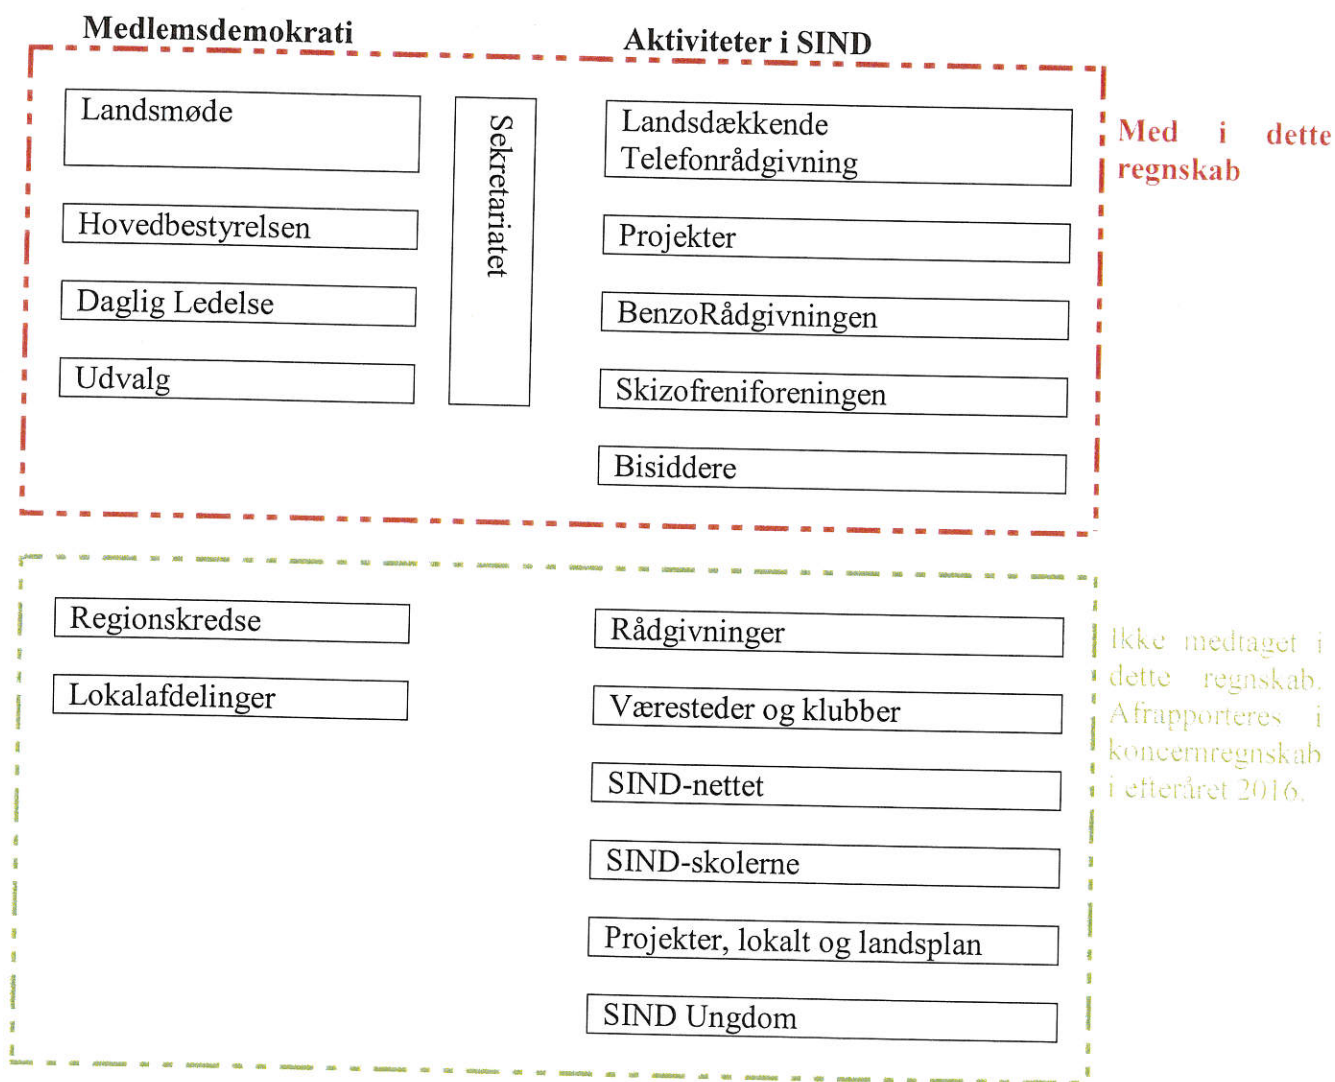 Medlemsdemokrati
Aktiviteter i SIND
Landsmøde
Hovedbestyrelsen
Daglig Ledelse
Udvalg
Sekretariatet
Landsdækkende
Telefonrådgivning
Projekter
BenzoRådgivningen
Skizofreniforeningen
Bisiddere
Med i dette
regnskab
Regionskredse
Lokalafdelinger
Rådgivninger
Væresteder og klubber
SIND-nettet
SIND-skolerne
Projekter, lokalt og landsplan
SIND Ungdom
Ikke medtaget i
dette regnskab.
Afrapporteres i
koncernregnskab
i efteråret 2016.